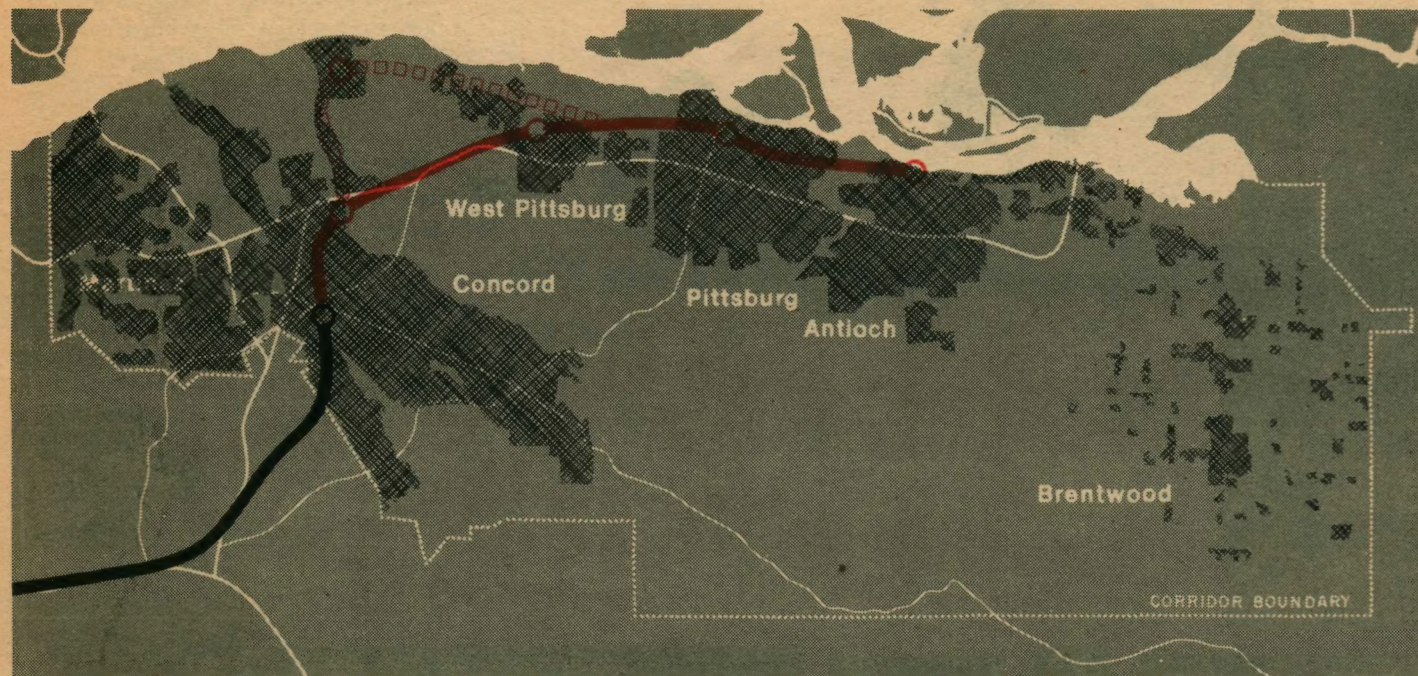 West Pittsburg
Concord
Pittsburg
Antioch
Brentwood
CORRIDOR BOUNDARY